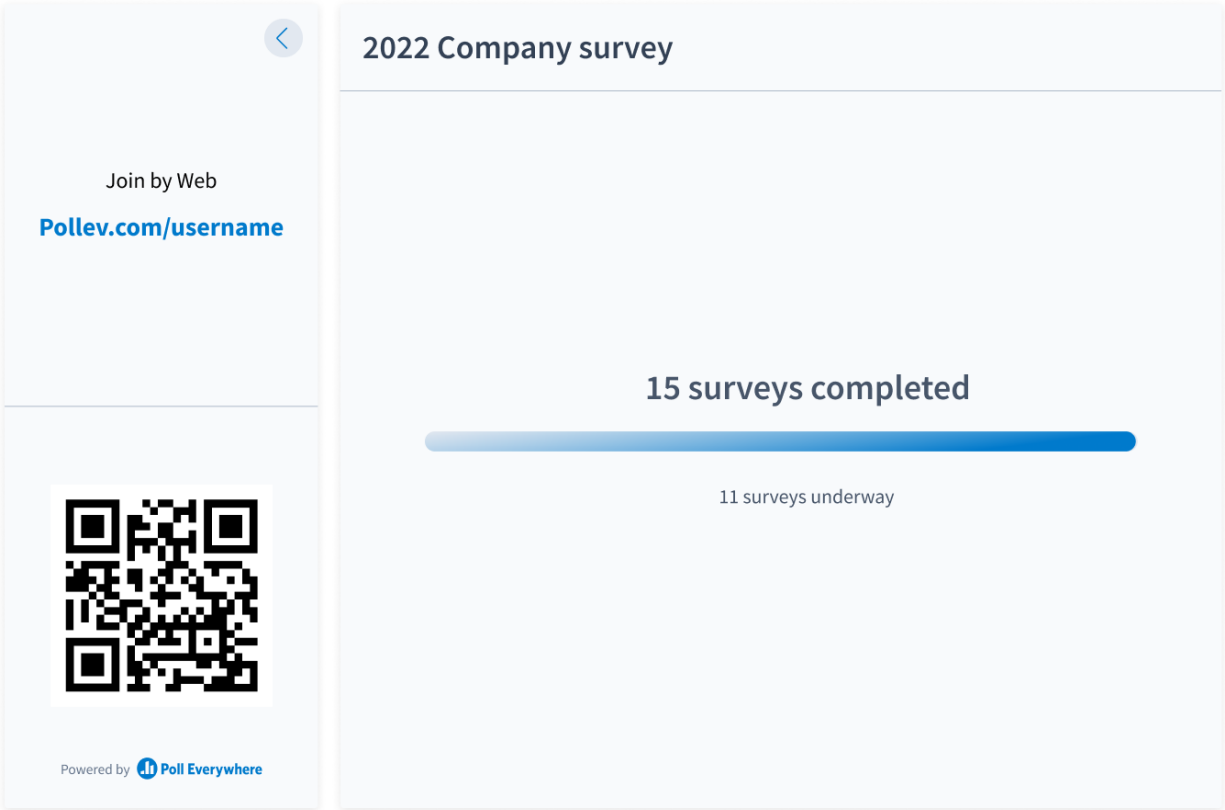 Join by Web
Pollev.com/username
Powered by Poll Everywhere
2022 Company survey
15 surveys completed
11 surveys underway